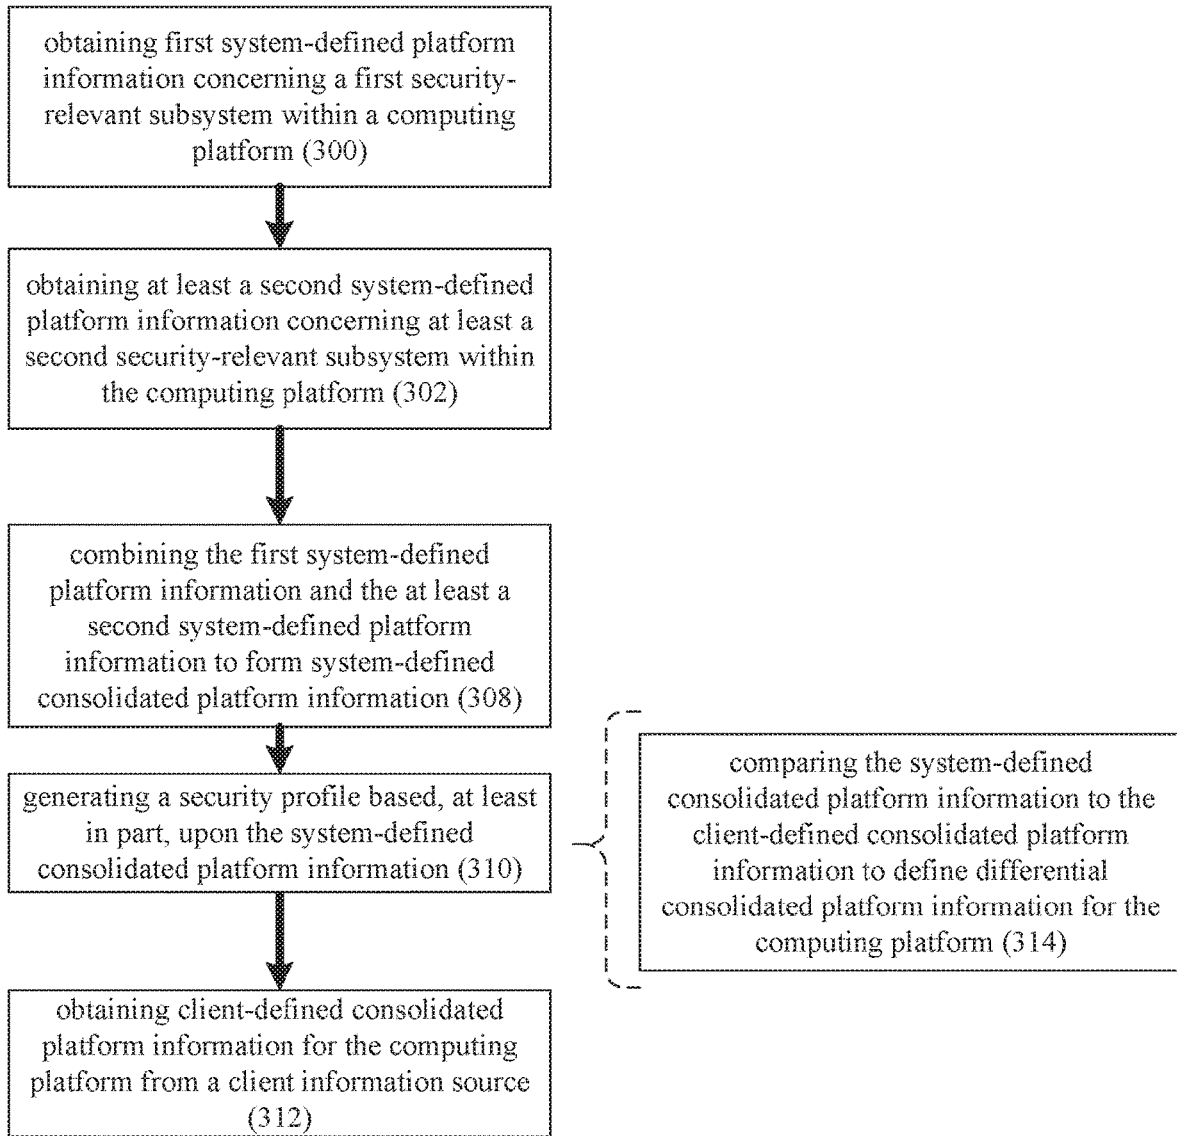 obtaining first system-defined platform
information concerning a first security-
relevant subsystem within a computing
platform (300)
obtaining at least a second system-defined
platform information concerning at least a
second security-relevant subsystem within
the computing platform (302)
combining the first system-defined
platform information and the at least a
second system-defined platform
information to form system-defined
consolidated platform information (308)
generating a security profile based, at least
in part, upon the system-defined
consolidated platform information (310)
comparing the system-defined
consolidated platform information to the
client-defined consolidated platform
information to define differential
consolidated platform information for the
computing platform (314)
obtaining client-defined consolidated
platform information for the computing
platform from a client information source
(312)